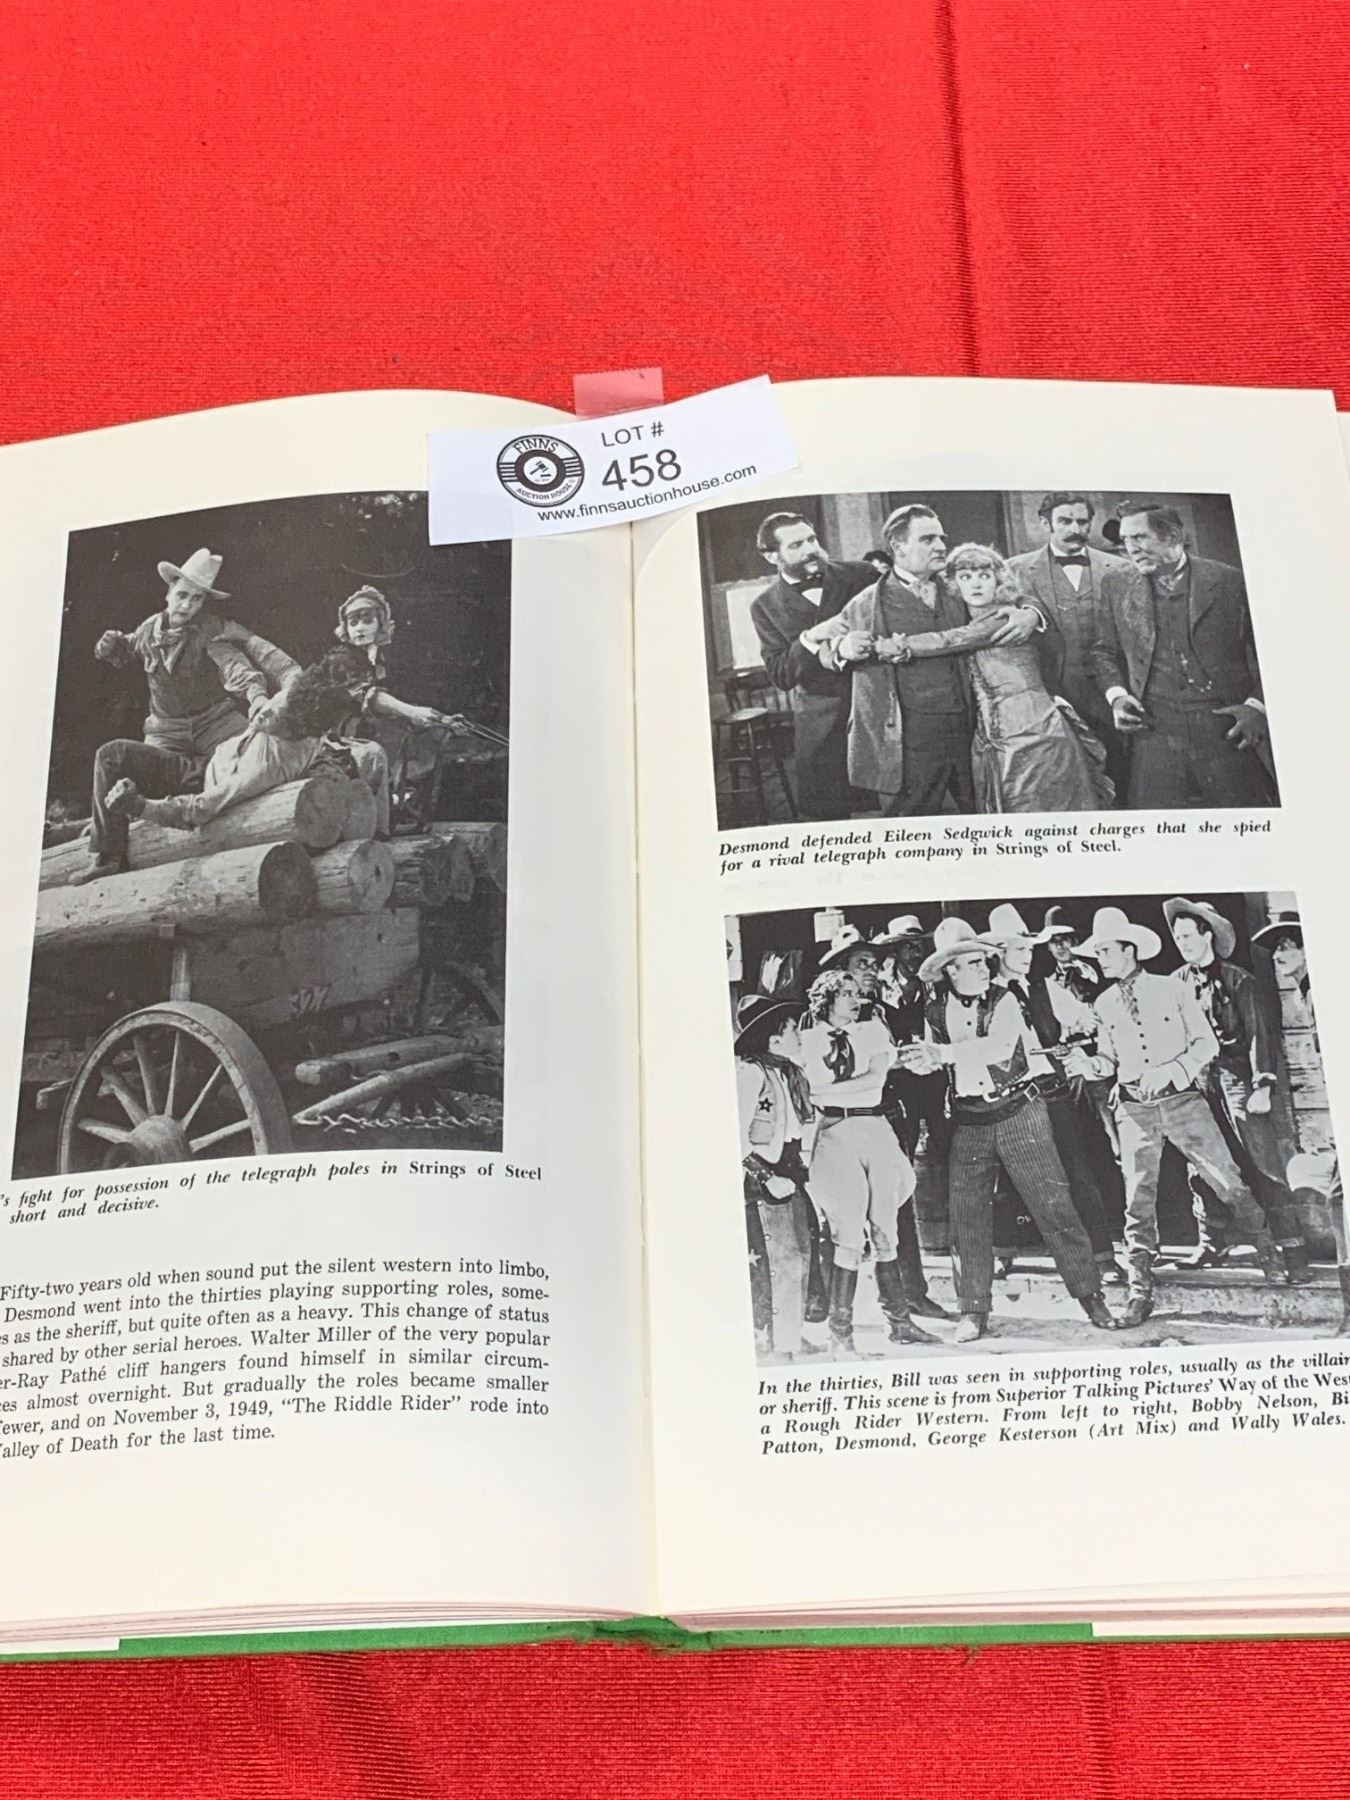 FINNS
AUCTION HOUSE
LOT #
458
www.finnsauctionhouse.com
322
's fight for possession of the telegraph poles in Strings of Steel
short and decisive.
Fifty-two years old when sound put the silent western into limbo,
Desmond went into the thirties playing supporting roles, some-
es as the sheriff, but quite often as a heavy. This change of status
shared by other serial heroes. Walter Miller of the very popular
er-Ray Pathé cliff hangers found himself in similar circum-
ces almost overnight. But gradually the roles became smaller
fewer, and on November 3, 1949, “The Riddle Rider” rode into
Valley of Death for the last time.
Desmond defended Eileen Sedgwick against charges that she spied
for a rival telegraph company in Strings of Steel.
In the thirties, Bill was seen in supporting roles, usually as the villain
or sheriff. This scene is from Superior Talking Pictures' Way of the Wes
a Rough Rider Western. From left to right, Bobby Nelson, Bi
Patton, Desmond, George Kesterson (Art Mix) and Wally Wales.